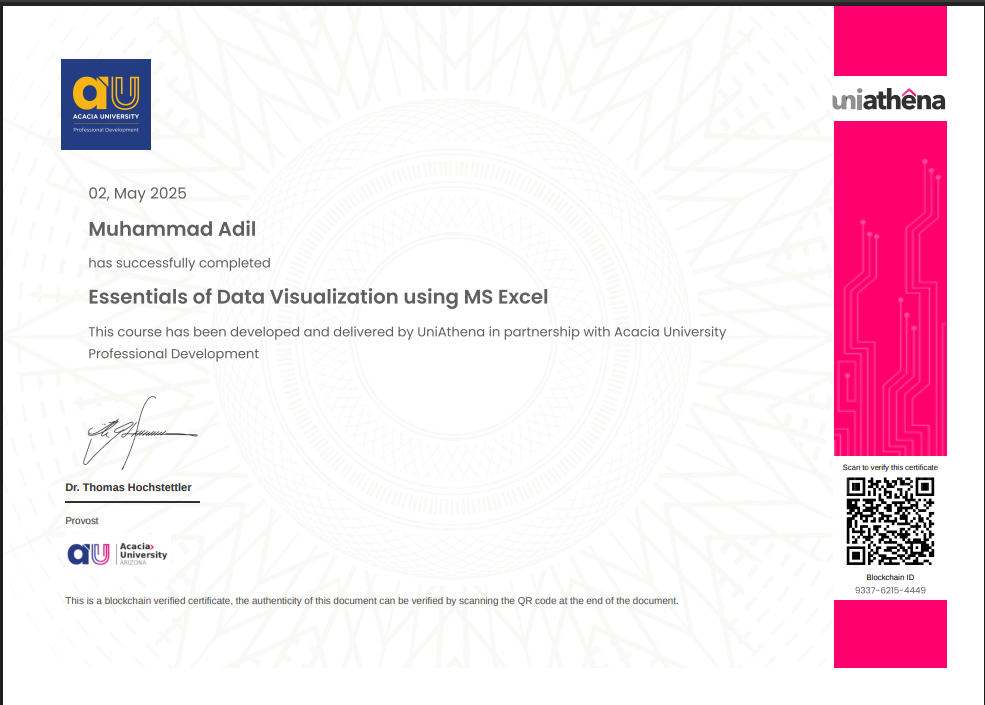 au
ACACIA UNIVERSITY
Professional Development
uniathêna
02, May 2025
Muhammad Adil
has successfully completed
Essentials of Data Visualization using MS Excel
This course has been developed and delivered by UniAthena in partnership with Acacia University
Professional Development
Dr. Thomas Hochstettler
Provost
au
Acacia
University
ARIZONA
This is a blockchain verified certificate, the authenticity of this document can be verified by scanning the QR code at the end of the document.
Scan to verify this certificate
Blockchain ID
9337-6215-4449